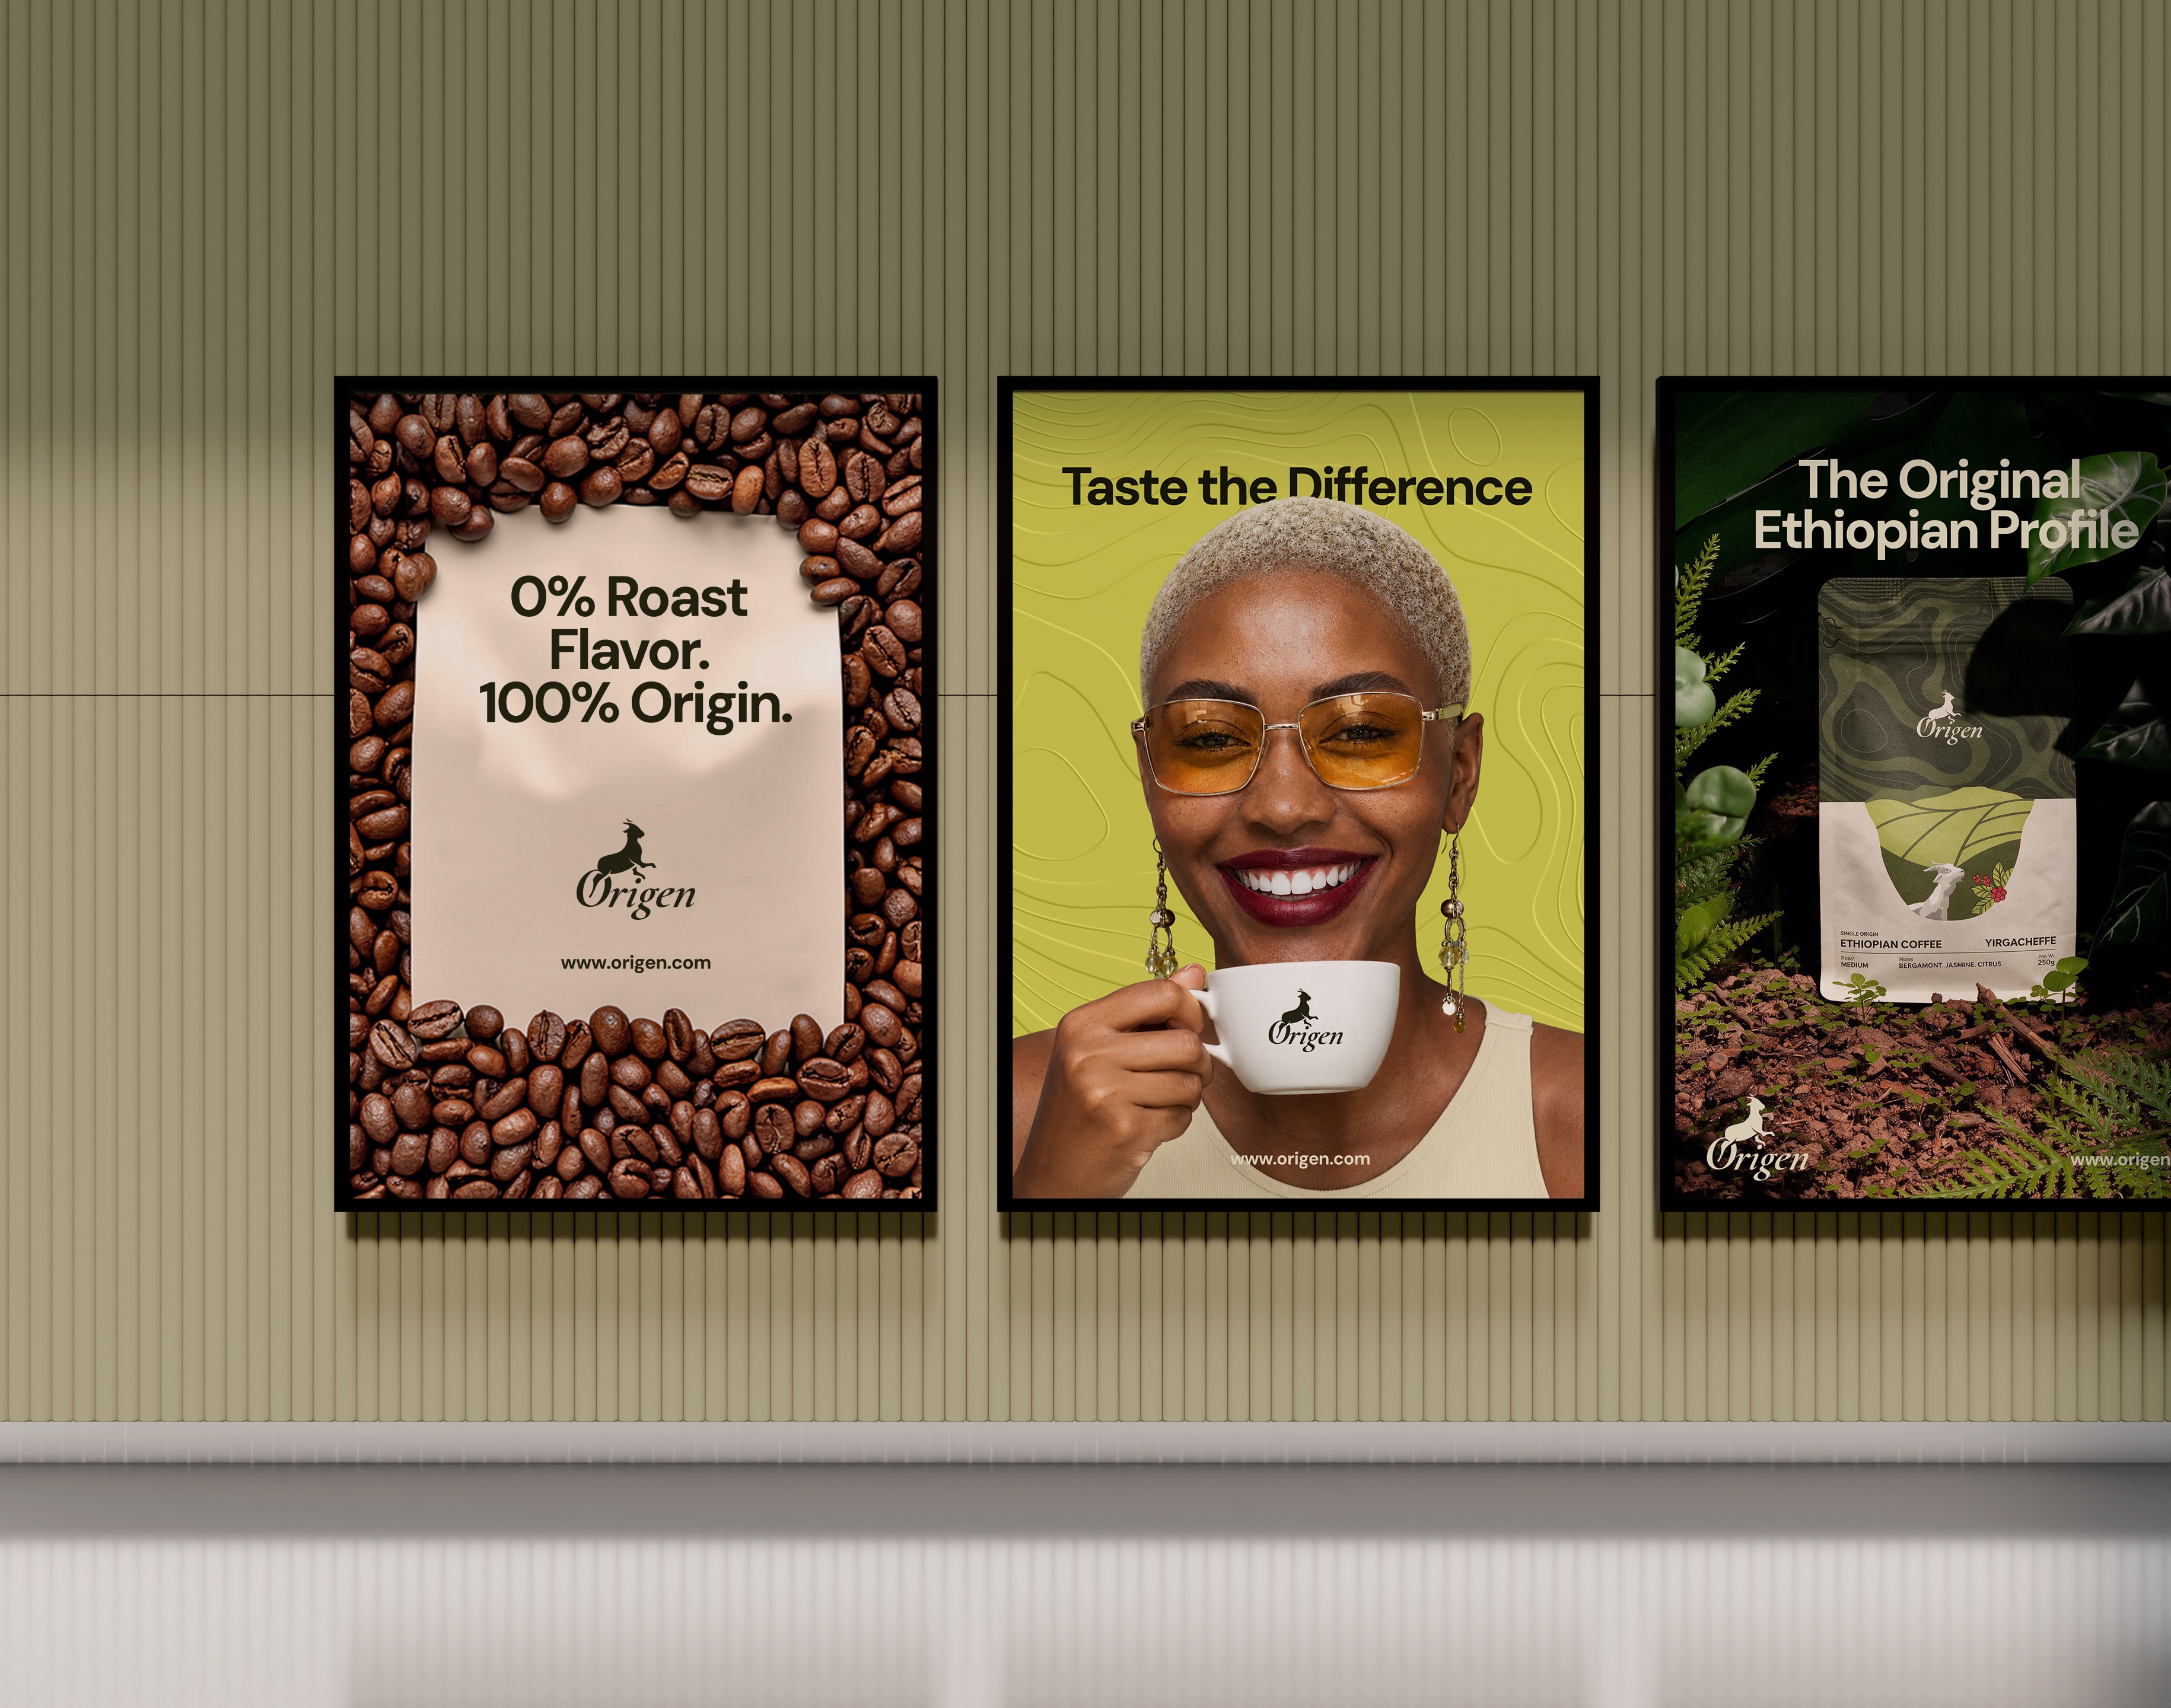 0% Roast
Flavor.
100% Origin.
Origen
www.origen.com
Taste the Difference
Origen
www.origen.com
The Original
Ethiopian Profile
Origen
SINGLE ORIGIN
ETHIOPIAN COFFEE YIRGACHEFFE
Roast Notes Net Wt.
MEDIUM BERGAMONT. JASMINE. CITRUS 250g
Origen
www.origen